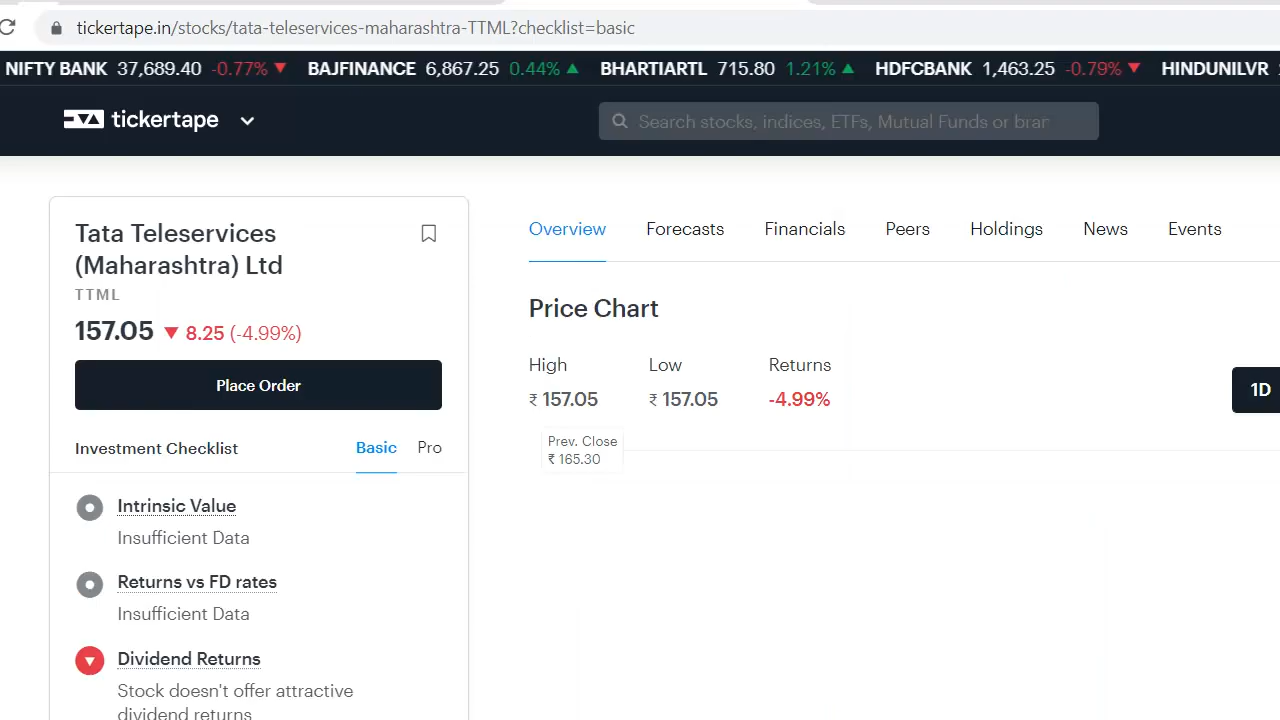 tickertape.in/stocks/tata-teleservices-maharashtra-TTML?checklist=basic
NIFTY BANK 37,689.40 -0.77% ▼ BAJFINANCE 6,867.25 0.44% ▲ BHARTIARTL 715.80 1.21% ▲ HDFCBANK 1,463.25 -0.79% ▼ HINDUNILVR
tickertape
Search stocks, indices, ETFs, Mutual Funds or
Tata Teleservices
(Maharashtra) Ltd
TTML
157.05 ▼ 8.25 (-4.99%)
Place Order
Investment Checklist Basic Pro
Intrinsic Value
Insufficient Data
Returns vs FD rates
Insufficient Data
Dividend Returns
Stock doesn't offer attractive
dividend returns
Overview Forecasts Financials Peers Holdings News Events
Price Chart
High Low Returns
₹ 157.05 ₹ 157.05 -4.99%
1D
Prev. Close
₹ 165.30